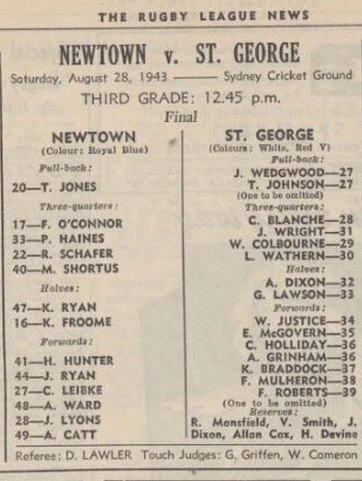 THE RUGBY LEAGUE NEWS
NEWTOWN v. ST. GEORGE
Saturday, August 28, 1943 — Sydney Cricket Ground
THIRD GRADE: 12.45 p.m.
Final
NEWTOWN
(Colour: Royal Blue)
Full-back:
20—T. JONES
Three-quarters:
17—F. O'CONNOR
33—P. HAINES
22—R. SCHAFER
40—M. SHORTUS
Halves:
47—K. RYAN
16—K. FROOME
Forwards:
41—H. HUNTER
44—J. RYAN
27—C. LEIBKE
48—A. WARD
28—J. LYONS
49—A. CATT
ST. GEORGE
(Colours: White, Red V)
Full-back:
J. WEDGWOOD—27
T. JOHNSON—27
(One to be omitted)
Three-quarters:
C. BLANCHE—28
J. WRIGHT—31
W. COLBOURNE—29
L. WATHERN—30
Halves:
A. DIXON—32
G. LAWSON—33
Forwards:
W. JUSTICE—34
E. McGOVERN—35
C. HOLLIDAY—36
A. GRINHAM—36
K. BRADDOCK—37
F. MULHERON—38
F. ROBERTS—39
(One to be omitted)
Reserves:
R. Mansfield, V. Smith, J.
Dixon, Allan Cox, H. Devine
Referee: D. LAWLER Touch Judges: G. Griffen, W. Cameron